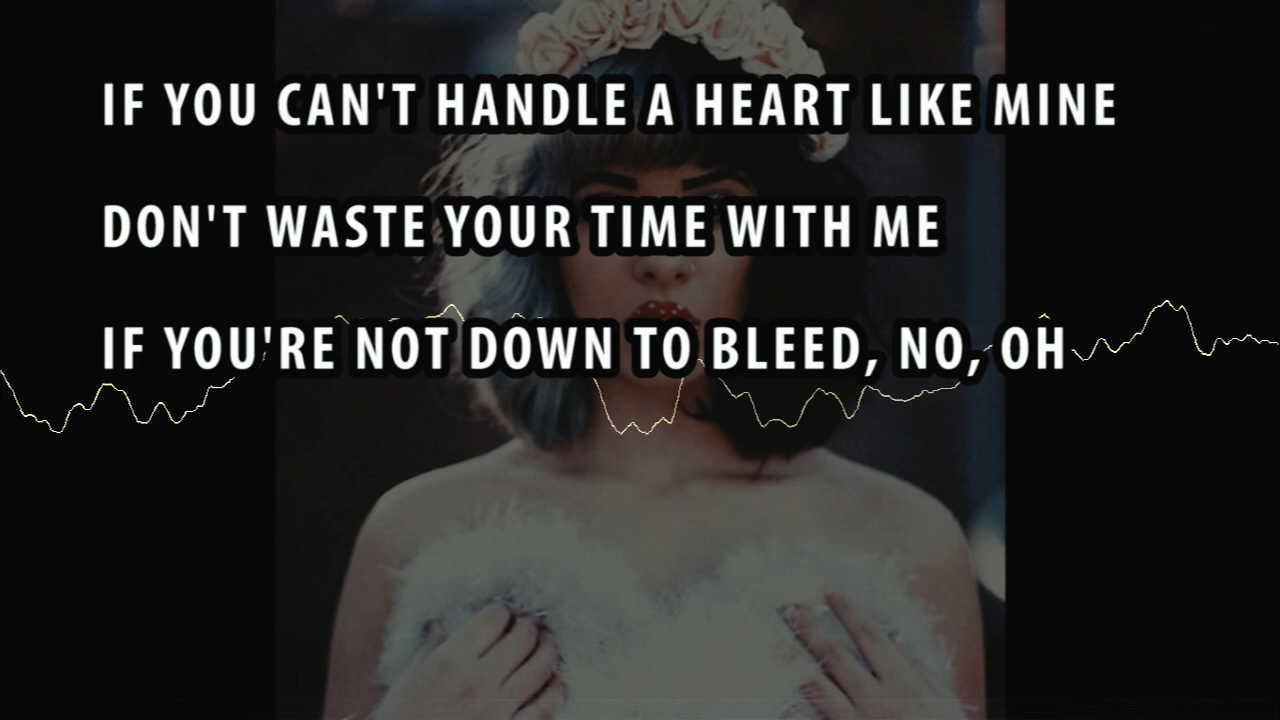 IF YOU CAN'T HANDLE A HEART LIKE MINE
DON'T WASTE YOUR TIME WITH ME
IF YOU'RE NOT DOWN TO BLEED, NO, OH